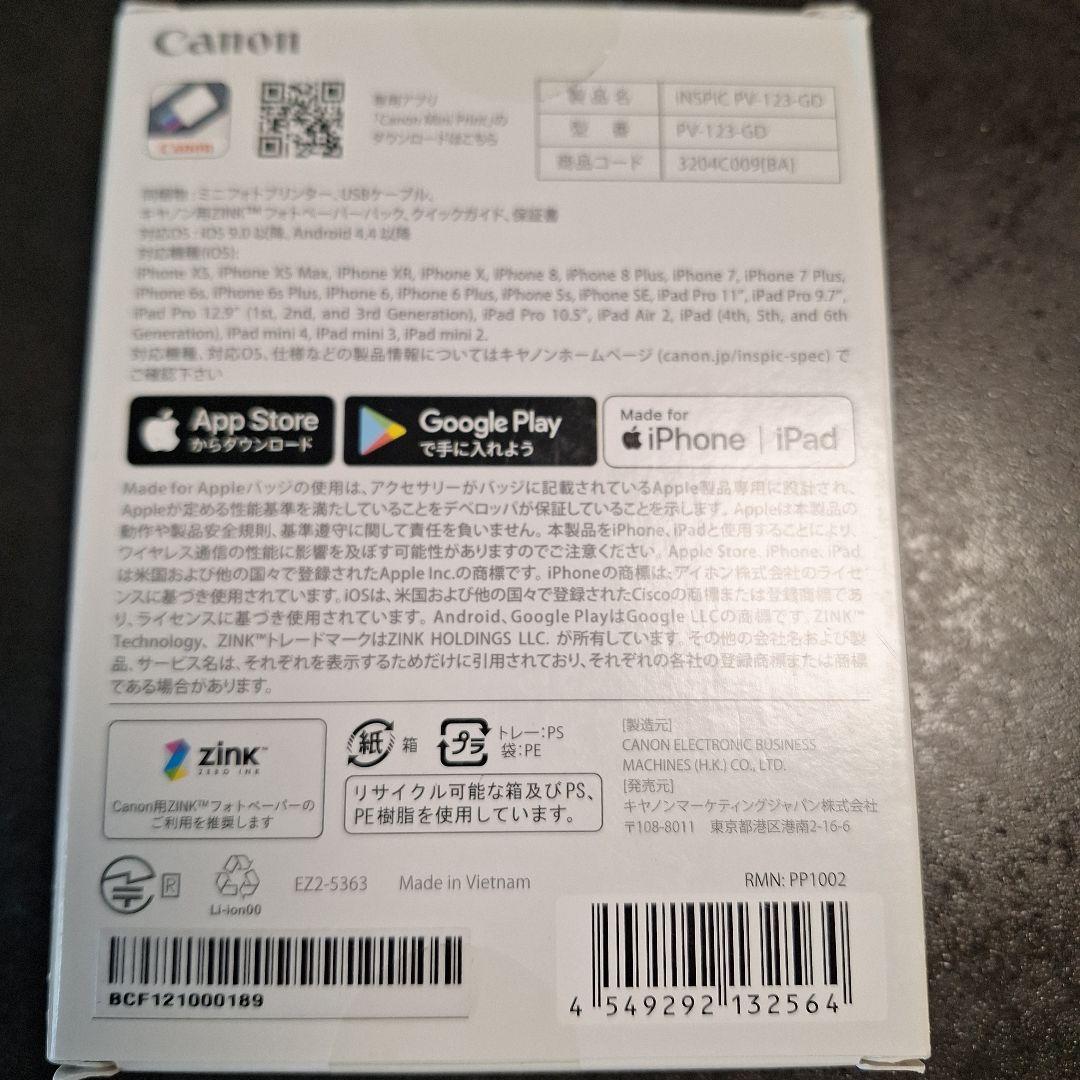 Canon
Canon
専用アプリ
「Canon Mini Print」の
ダウンロードはこちら
製品名 iNSPiC PV-123-GD
型番 PV-123-GD
商品コード 3204C009[BA]
同梱物：ミニフォトプリンター、USBケーブル、
キヤノン用ZINK™フォトペーパーパック、クイックガイド、保証書
対応OS：iOS 9.0 以降、Android 4.4 以降
対応機種(iOS):
iPhone XS, iPhone XS Max, iPhone XR, iPhone X, iPhone 8, iPhone 8 Plus, iPhone 7, iPhone 7 Plus,
iPhone 6s, iPhone 6s Plus, iPhone 6, iPhone 6 Plus, iPhone 5s, iPhone SE, iPad Pro 11", iPad Pro 9.7",
iPad Pro 12.9" (1st, 2nd, and 3rd Generation), iPad Pro 10.5", iPad Air 2, iPad (4th, 5th, and 6th
Generation), iPad mini 4, iPad mini 3, iPad mini 2.
対応機種、対応OS、仕様などの製品情報についてはキヤノンホームページ (canon.jp/inspic-spec) で
ご確認下さい
App Store
からダウンロード
Google Play
で手に入れよう
Made for
iPhone | iPad
Made for Appleバッジの使用は、アクセサリーがバッジに記載されているApple製品専用に設計され、
Appleが定める性能基準を満たしていることをデベロッパが保証していることを示します。Appleは本製品の
動作や製品安全規則、基準遵守に関して責任を負いません。本製品をiPhone、iPadと使用することにより、
ワイヤレス通信の性能に影響を及ぼす可能性がありますのでご注意ください。Apple Store、iPhone、iPad
は米国および他の国々で登録されたApple Inc.の商標です。iPhoneの商標は、アイホン株式会社のライセ
ンスに基づき使用されています。iOSは、米国および他の国々で登録されたCiscoの商標または登録商標であ
り、ライセンスに基づき使用されています。Android、Google PlayはGoogle LLCの商標です。ZINK™
Technology、ZINK™トレードマークはZINK HOLDINGS LLC. が所有しています。その他の会社名および製
品、サービス名は、それぞれを表示するためだけに引用されており、それぞれの各社の登録商標または商標
である場合があります。
ZINK™
ZERO INK
Canon用ZINK™フォトペーパーの
ご利用を推奨します
紙 箱
プラ トレー：PS
袋：PE
リサイクル可能な箱及びPS、
PE樹脂を使用しています。
[製造元]
CANON ELECTRONIC BUSINESS
MACHINES (H.K.) CO., LTD.
[発売元]
キヤノンマーケティングジャパン株式会社
〒108-8011　東京都港区港南2-16-6
R
Li-ion00
EZ2-5363
Made in Vietnam
RMN: PP1002
BCF121000189
4 549292 132564